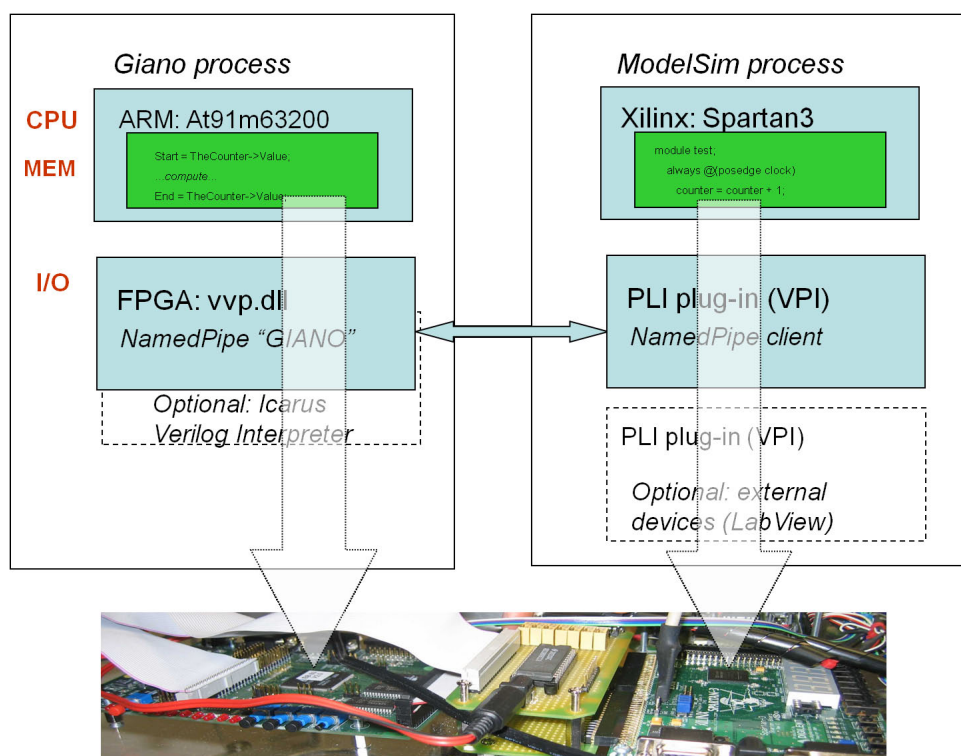 Giano process
CPU
ARM: At91m63200
MEM
Start = TheCounter->Value;
...compute...
End = TheCounter->Value;
I/O
FPGA: vvp.dll
NamedPipe “GIANO”
Optional: Icarus
Verilog Interpreter
ModelSim process
Xilinx: Spartan3
module test;
always @(posedge clock)
counter = counter + 1;
PLI plug-in (VPI)
NamedPipe client
PLI plug-in (VPI)
Optional: external
devices (LabView)